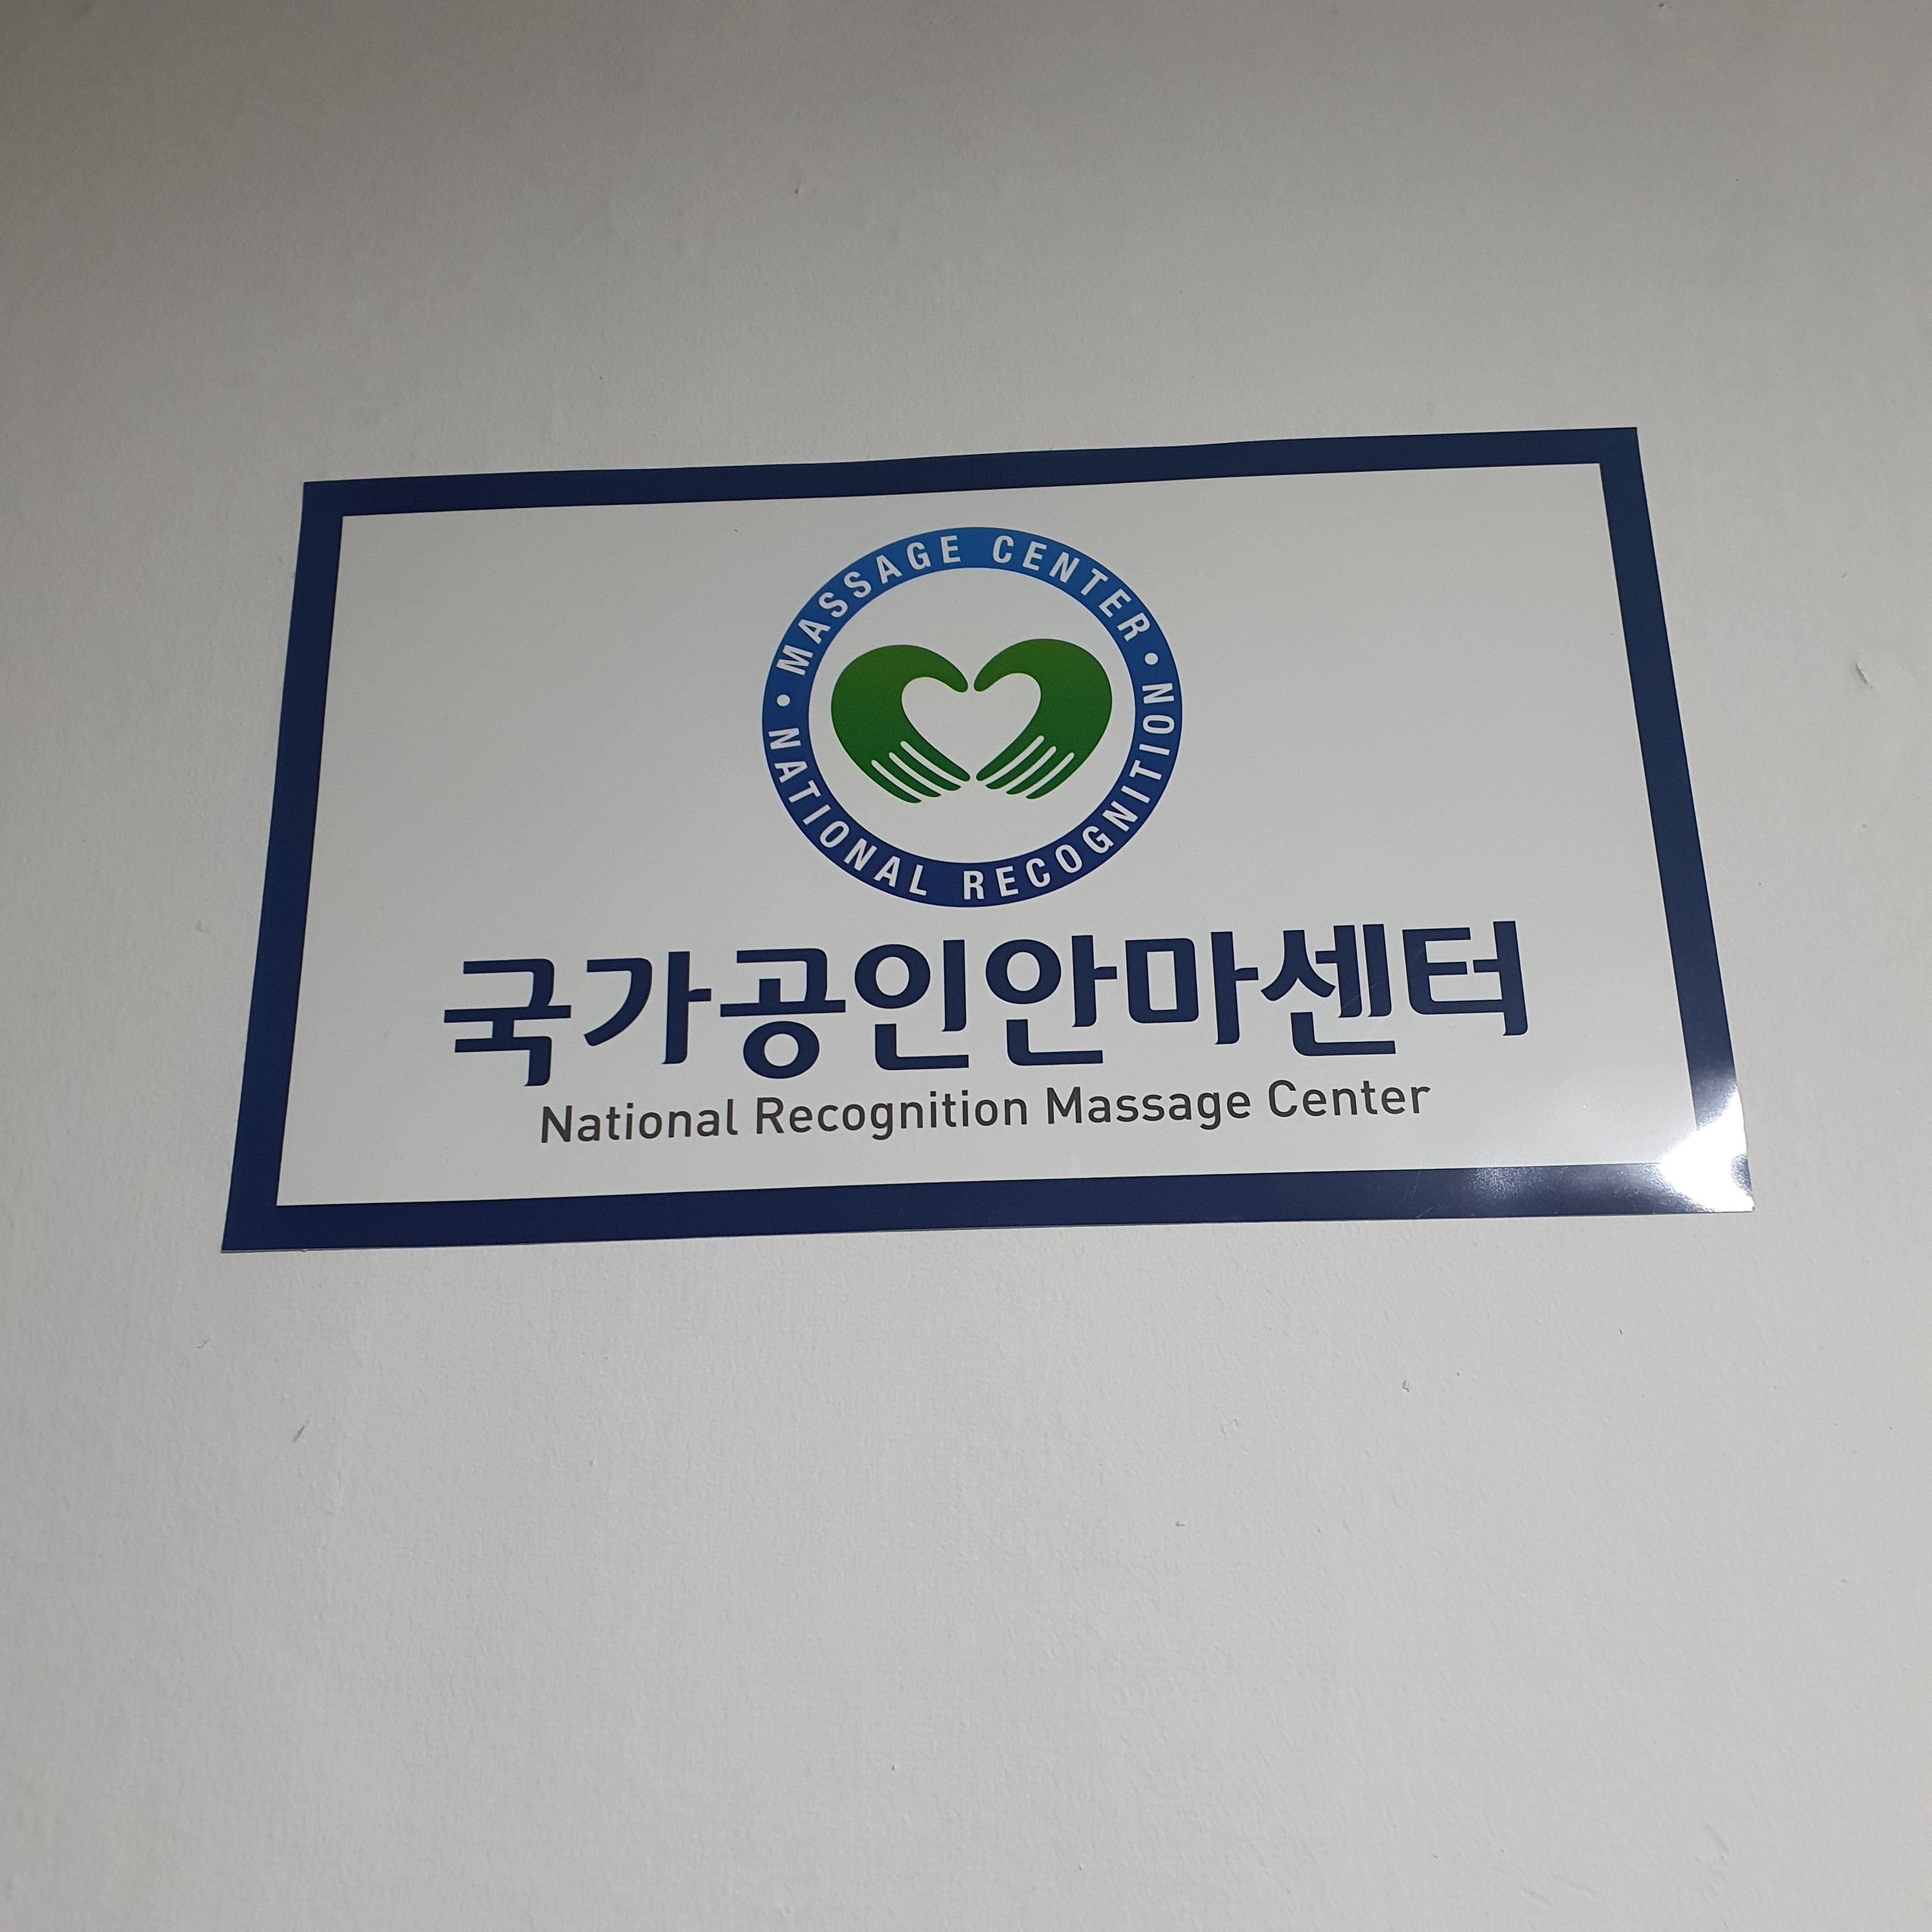 MASSAGE CENTER
NATIONAL RECOGNITION
국가공인안마센터
National Recognition Massage Center